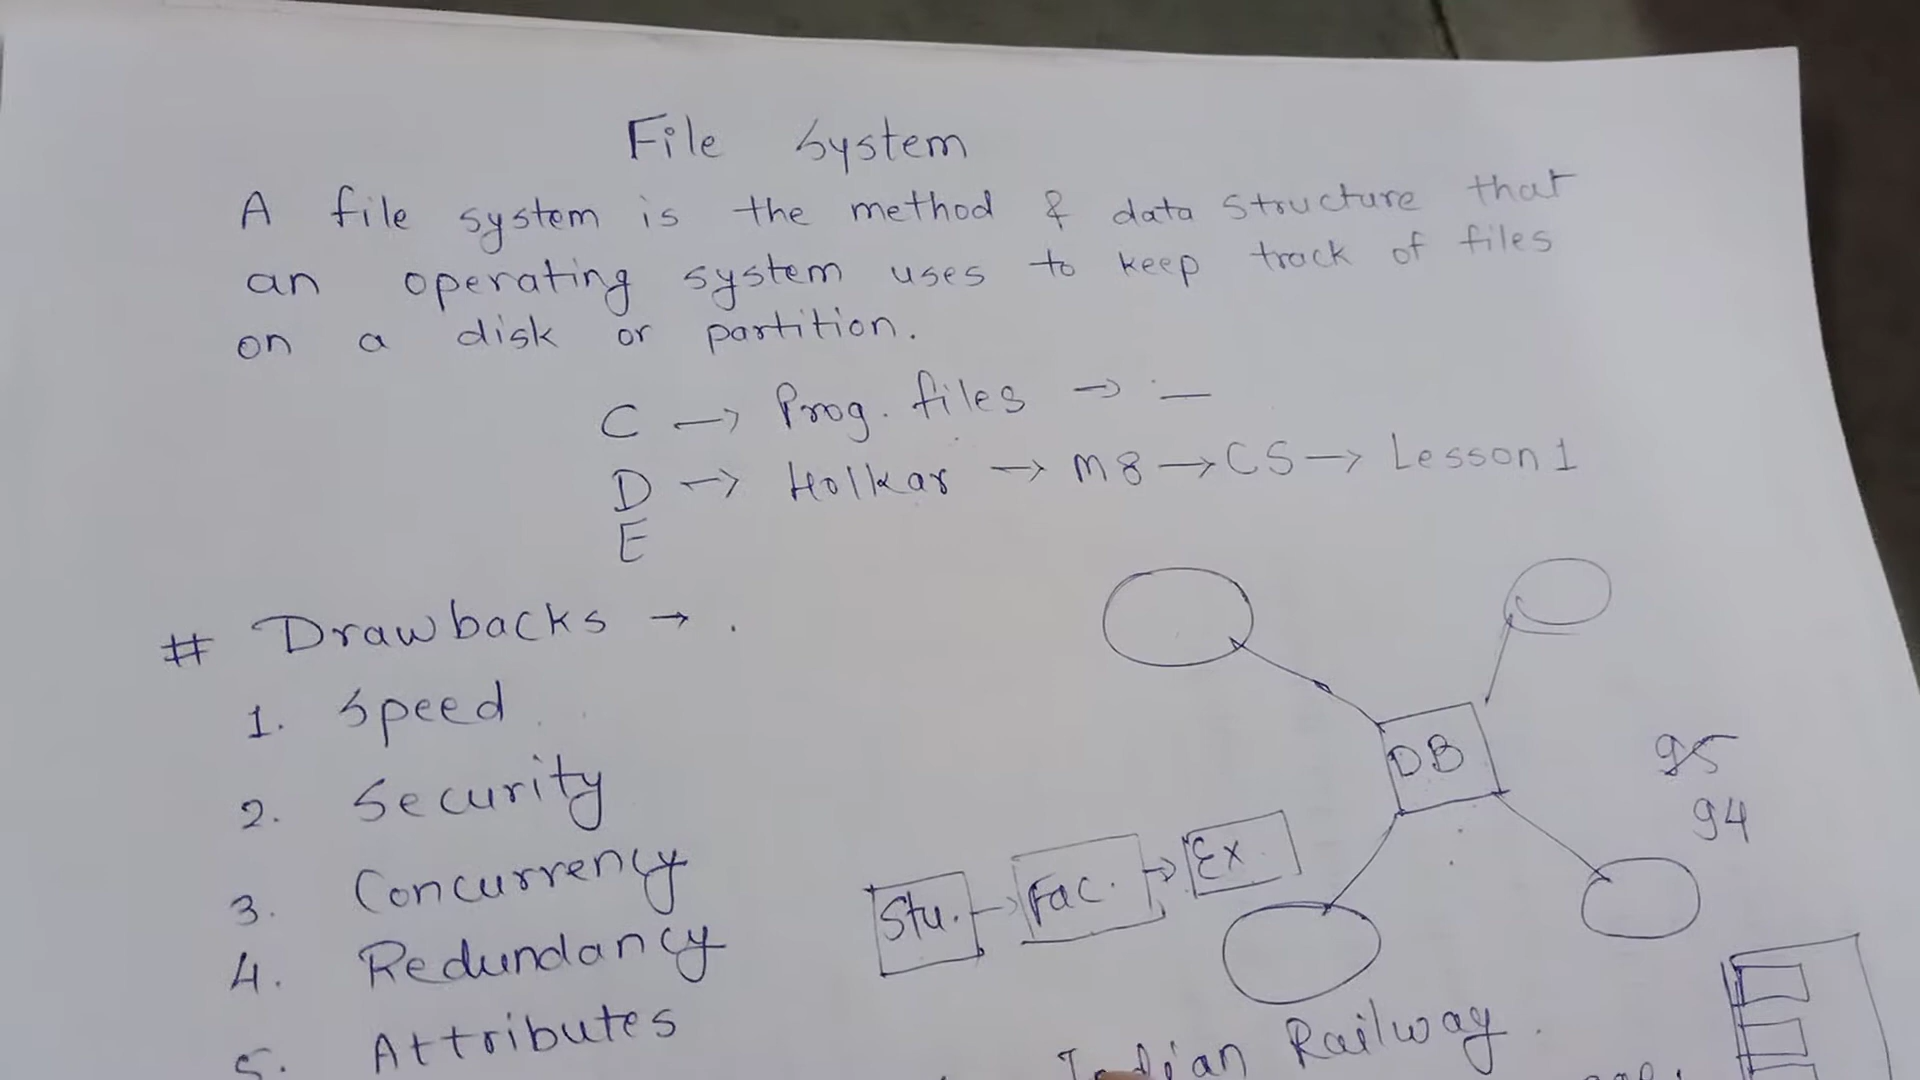 File System
A file system is the method & data structure that
an operating system uses to keep track of files
on a disk or partition.
C → Prog. files → —
D → Holkar → M8 → CS → Lesson 1
E
# Drawbacks →
1. Speed
2. Security
3. Concurrency
4. Redundancy
5. Attributes
DB
95
94
Stu. → Fac. → Ex.
Indian Railway